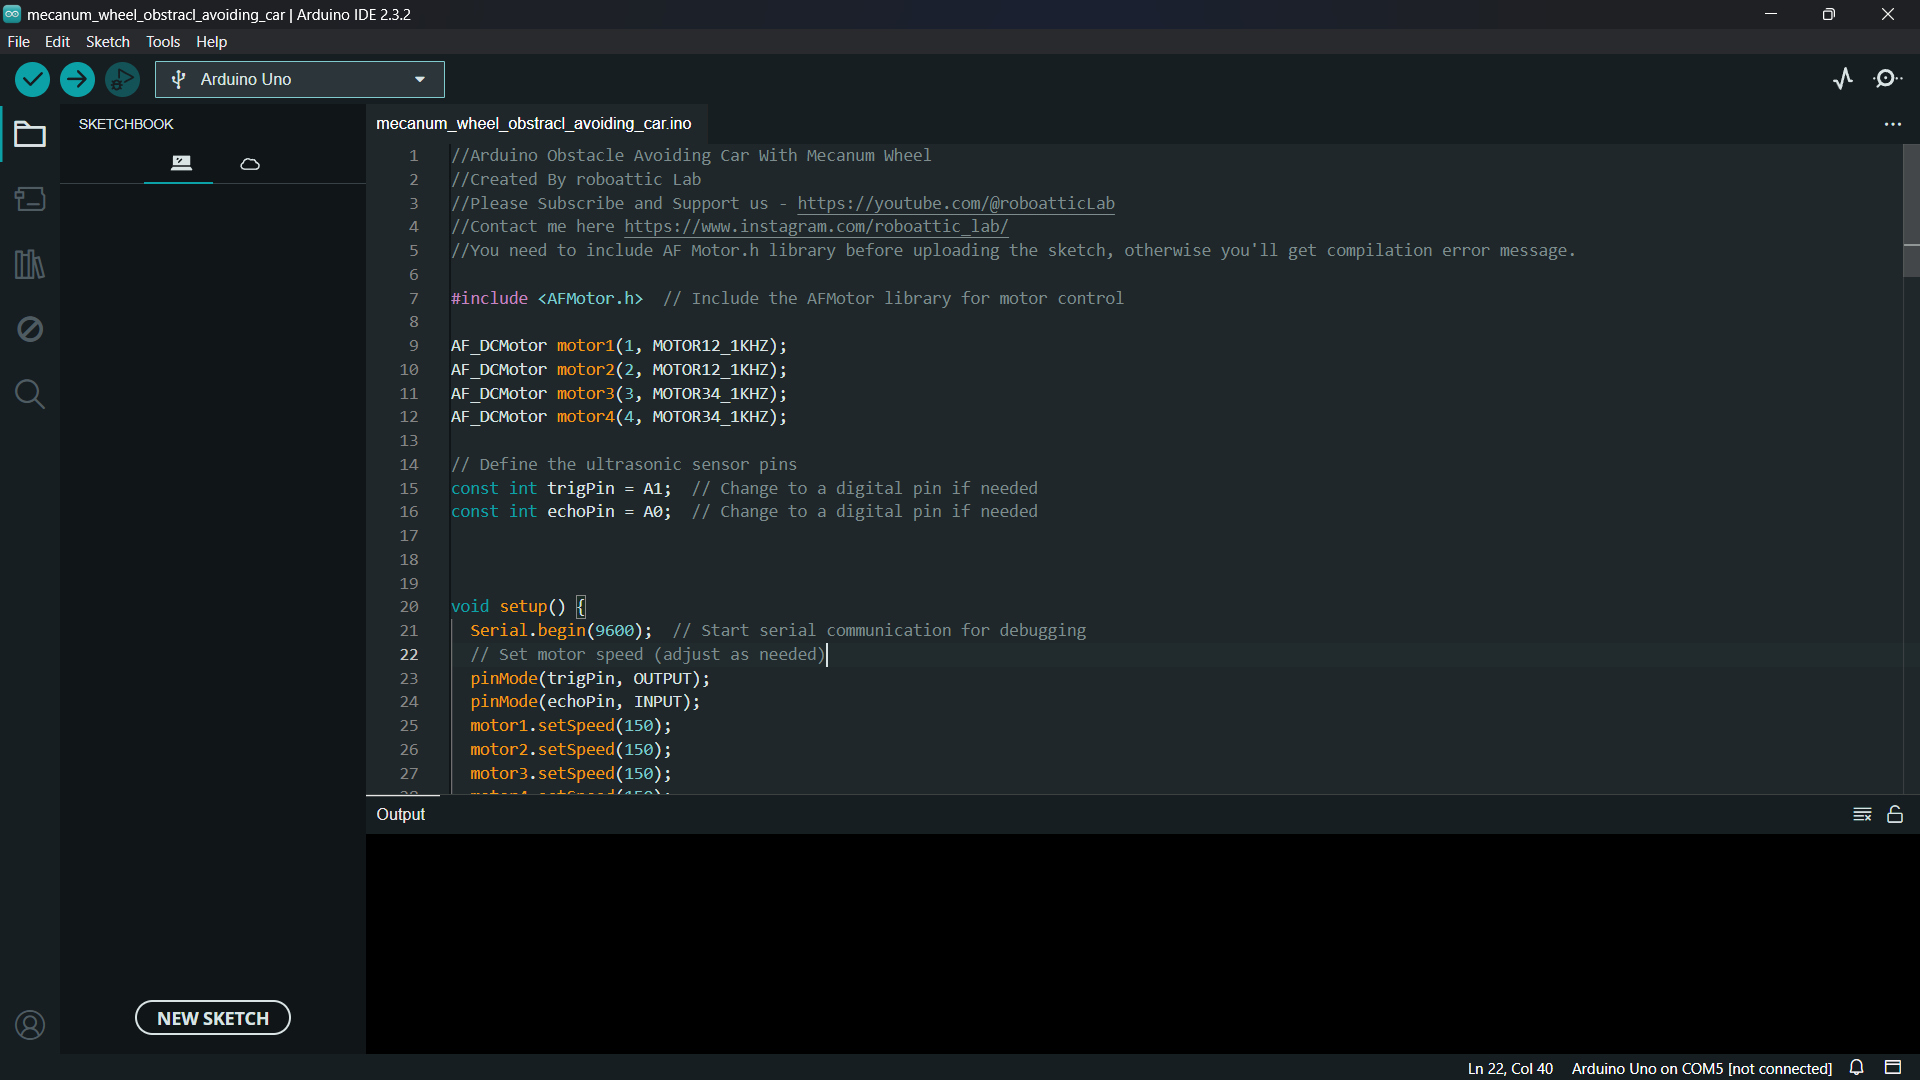 mecanum_wheel_obstracl_avoiding_car | Arduino IDE 2.3.2
File Edit Sketch Tools Help
Arduino Uno
SKETCHBOOK
mecanum_wheel_obstracl_avoiding_car.ino
1 //Arduino Obstacle Avoiding Car With Mecanum Wheel
2 //Created By roboattic Lab
3 //Please Subscribe and Support us - https://youtube.com/@roboatticLab
4 //Contact me here https://www.instagram.com/roboattic_lab/
5 //You need to include AF Motor.h library before uploading the sketch, otherwise you'll get compilation error message.
6
7 #include <AFMotor.h>  // Include the AFMotor library for motor control
8
9 AF_DCMotor motor1(1, MOTOR12_1KHZ);
10 AF_DCMotor motor2(2, MOTOR12_1KHZ);
11 AF_DCMotor motor3(3, MOTOR34_1KHZ);
12 AF_DCMotor motor4(4, MOTOR34_1KHZ);
13
14 // Define the ultrasonic sensor pins
15 const int trigPin = A1;  // Change to a digital pin if needed
16 const int echoPin = A0;  // Change to a digital pin if needed
17
18
19
20 void setup() {
21 Serial.begin(9600);  // Start serial communication for debugging
22 // Set motor speed (adjust as needed)
23 pinMode(trigPin, OUTPUT);
24 pinMode(echoPin, INPUT);
25 motor1.setSpeed(150);
26 motor2.setSpeed(150);
27 motor3.setSpeed(150);
Output
NEW SKETCH
Ln 22, Col 40 Arduino Uno on COM5 [not connected]